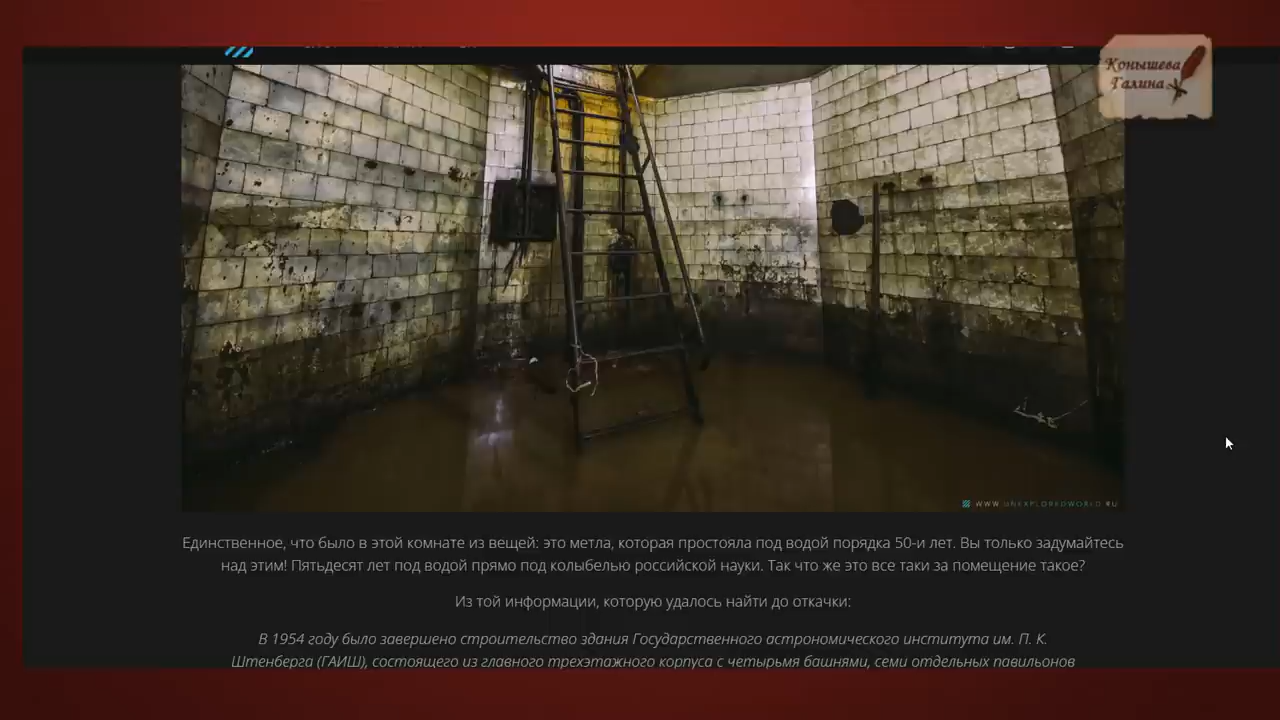 Конышева
Галина
WWW.UNEXPLOREDWORLD.RU
Единственное, что было в этой комнате из вещей: это метла, которая простояла под водой порядка 50-и лет. Вы только задумайтесь
над этим! Пятьдесят лет под водой прямо под колыбелью российской науки. Так что же это все таки за помещение такое?
Из той информации, которую удалось найти до откачки:
В 1954 году было завершено строительство здания Государственного астрономического института им. П. К.
Штенберга (ГАИШ), состоящего из главного трехэтажного корпуса с четырьмя башнями, семи отдельных павильонов